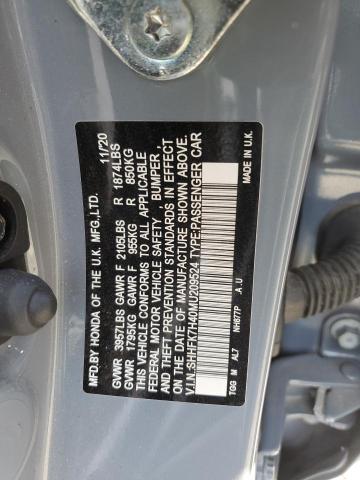 MFD.BY HONDA OF THE U.K. MFG.,LTD. 11/20
GVWR 3957LBS GAWR F 2105LBS R 1874LBS
GVWR 1795KG GAWR F 955KG R 850KG
THIS VEHICLE CONFORMS TO ALL APPLICABLE
FEDERAL MOTOR VEHICLE SAFETY , BUMPER ,
& THEFT PREVENTION STANDARDS IN EFFECT
ON THE DATE OF MANUFACTURE SHOWN ABOVE.
V.I.N.:SHHFK7H40MU209524 TYPE:PASSENGER CAR
NH877P A.U MADE IN U.K.
TGG M AL7